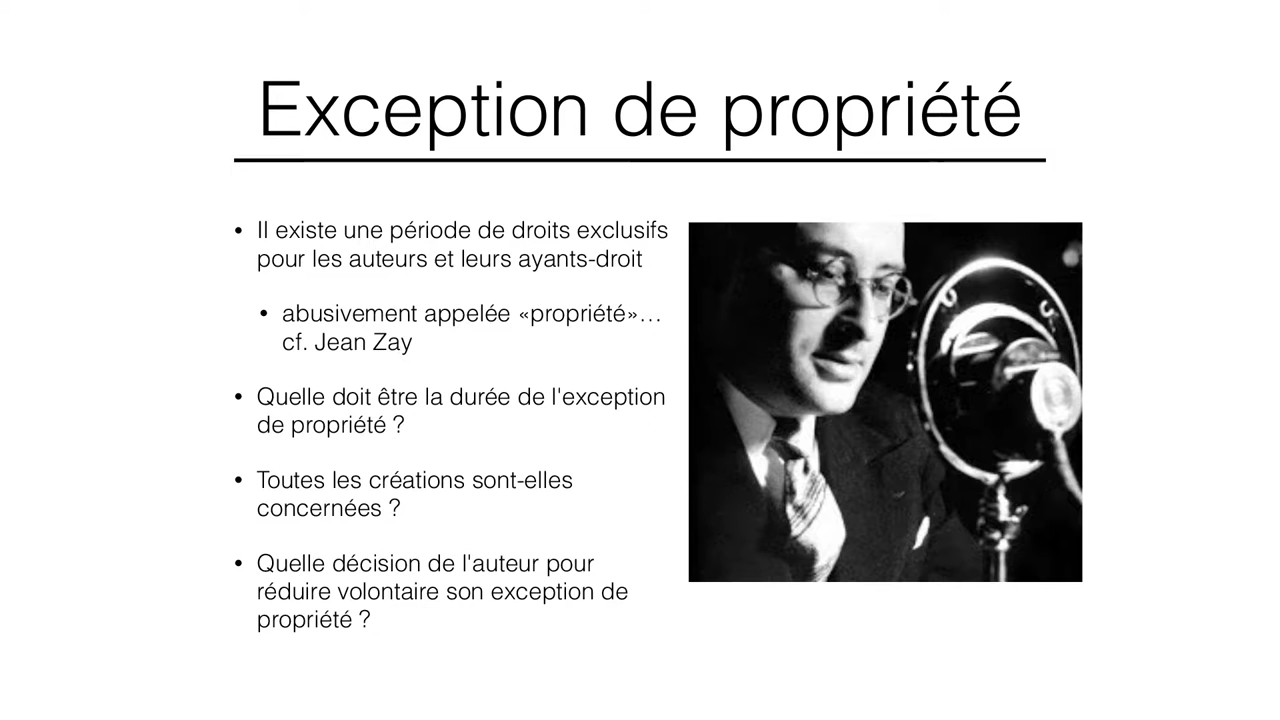 Exception de propriété
• Il existe une période de droits exclusifs
pour les auteurs et leurs ayants-droit
• abusivement appelée «propriété»…
cf. Jean Zay
• Quelle doit être la durée de l'exception
de propriété ?
• Toutes les créations sont-elles
concernées ?
• Quelle décision de l'auteur pour
réduire volontaire son exception de
propriété ?